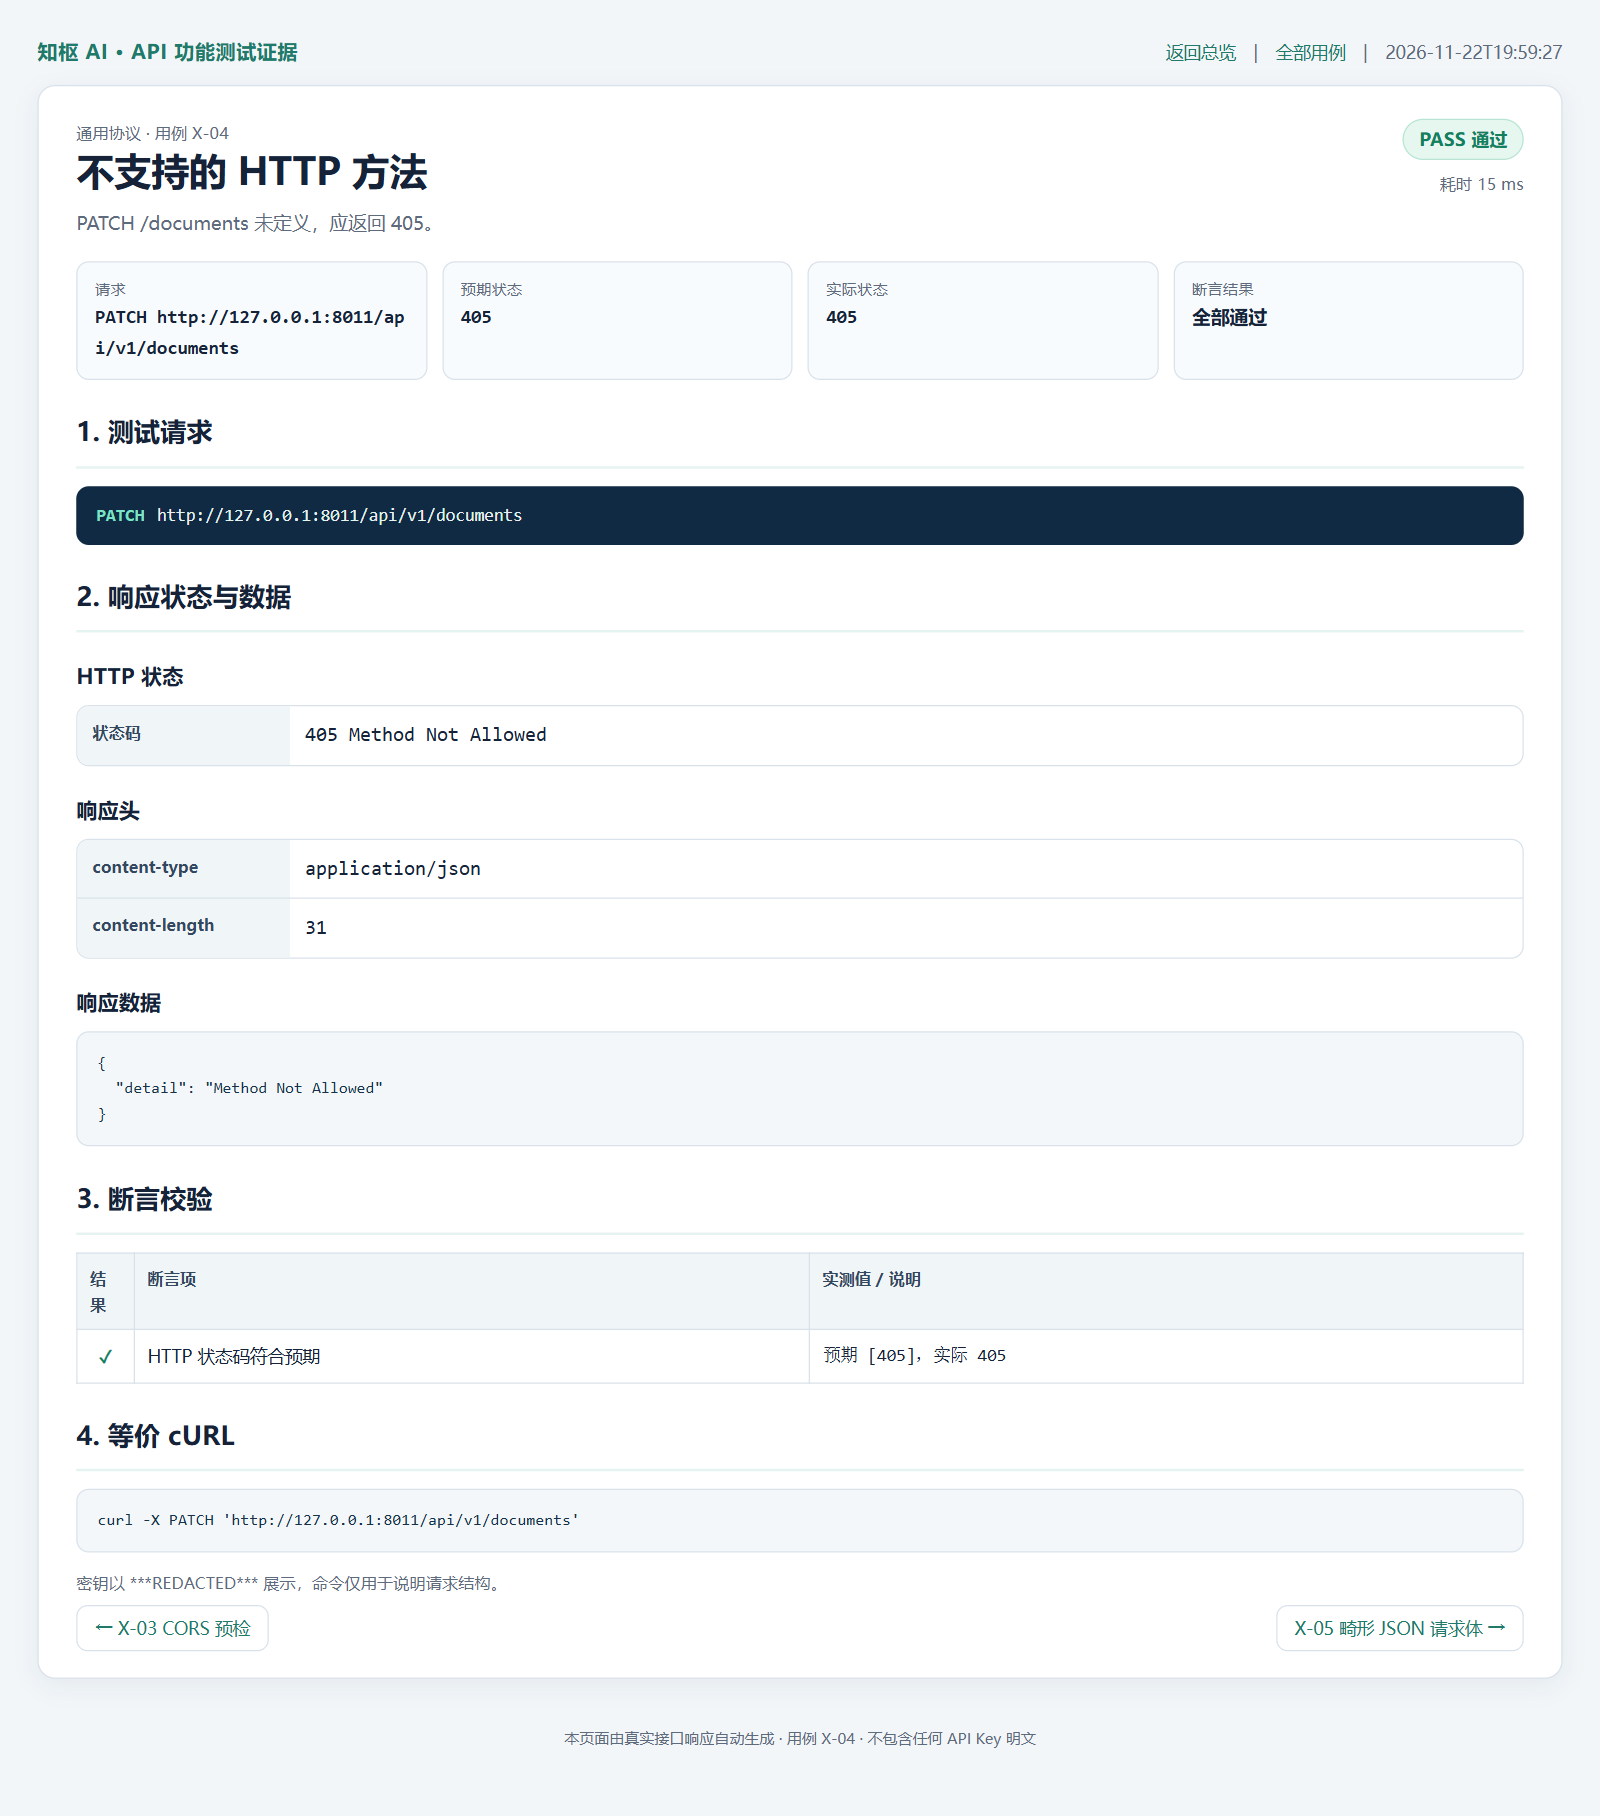 知枢 AI · API 功能测试证据
返回总览 | 全部用例 | 2026-11-22T19:59:27
通用协议 · 用例 X-04
不支持的 HTTP 方法
PATCH /documents 未定义，应返回 405。
PASS 通过
耗时 15 ms
请求
PATCH http://127.0.0.1:8011/ap
i/v1/documents
预期状态
405
实际状态
405
断言结果
全部通过
1. 测试请求
PATCH http://127.0.0.1:8011/api/v1/documents
2. 响应状态与数据
HTTP 状态
状态码 405 Method Not Allowed
响应头
content-type application/json
content-length 31
响应数据
{
  "detail": "Method Not Allowed"
}
3. 断言校验
结
果
断言项
实测值 / 说明
✓ HTTP 状态码符合预期 预期 [405]，实际 405
4. 等价 cURL
curl -X PATCH 'http://127.0.0.1:8011/api/v1/documents'
密钥以 ***REDACTED*** 展示，命令仅用于说明请求结构。
← X-03 CORS 预检
X-05 畸形 JSON 请求体 →
本页面由真实接口响应自动生成 · 用例 X-04 · 不包含任何 API Key 明文